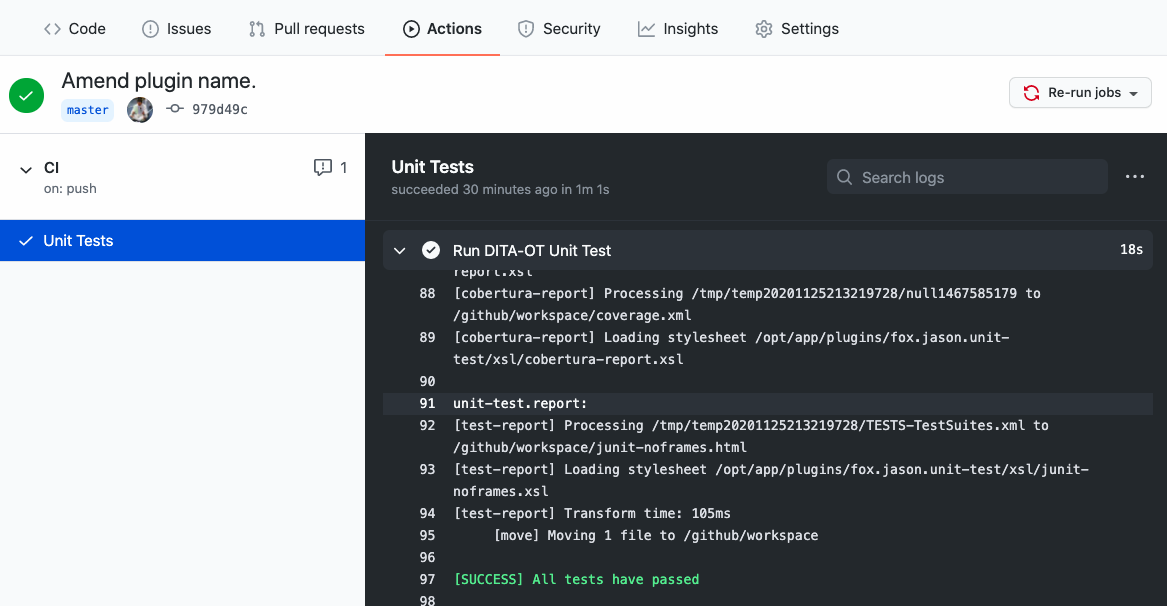 Code Issues Pull requests Actions Security Insights Settings
Amend plugin name.
master 979d49c
Re-run jobs
CI 1
on: push
Unit Tests
Unit Tests
succeeded 30 minutes ago in 1m 1s
Search logs
Run DITA-OT Unit Test 18s
report.xsl
88 [cobertura-report] Processing /tmp/temp20201125213219728/null1467585179 to
/github/workspace/coverage.xml
89 [cobertura-report] Loading stylesheet /opt/app/plugins/fox.jason.unit-
test/xsl/cobertura-report.xsl
90
91 unit-test.report:
92 [test-report] Processing /tmp/temp20201125213219728/TESTS-TestSuites.xml to
/github/workspace/junit-noframes.html
93 [test-report] Loading stylesheet /opt/app/plugins/fox.jason.unit-test/xsl/junit-
noframes.xsl
94 [test-report] Transform time: 105ms
95 [move] Moving 1 file to /github/workspace
96
97 [SUCCESS] All tests have passed
98